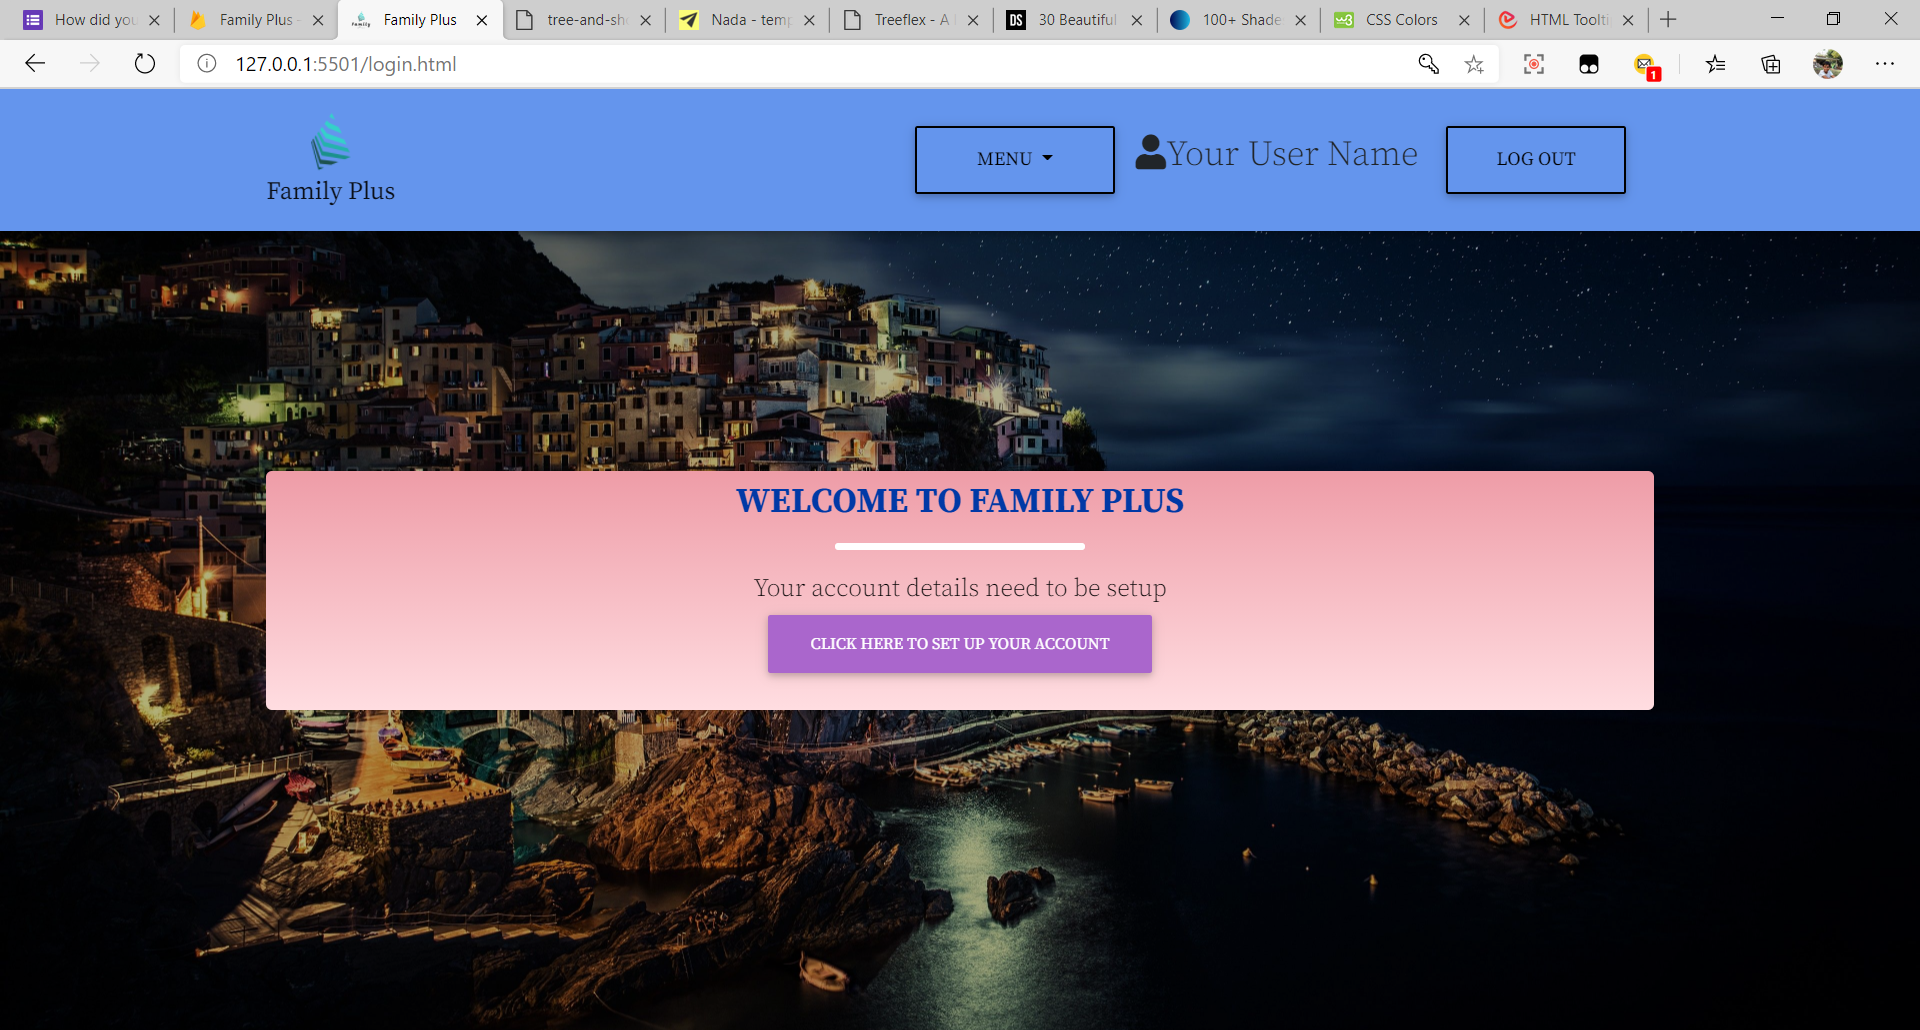 How did you
Family Plus -
Family Plus
tree-and-sh
Nada - temp
Treeflex - A
30 Beautiful
100+ Shade
CSS Colors
HTML Toolti
127.0.0.1:5501/login.html
1
Family Plus
MENU
Your User Name
LOG OUT
WELCOME TO FAMILY PLUS
Your account details need to be setup
CLICK HERE TO SET UP YOUR ACCOUNT